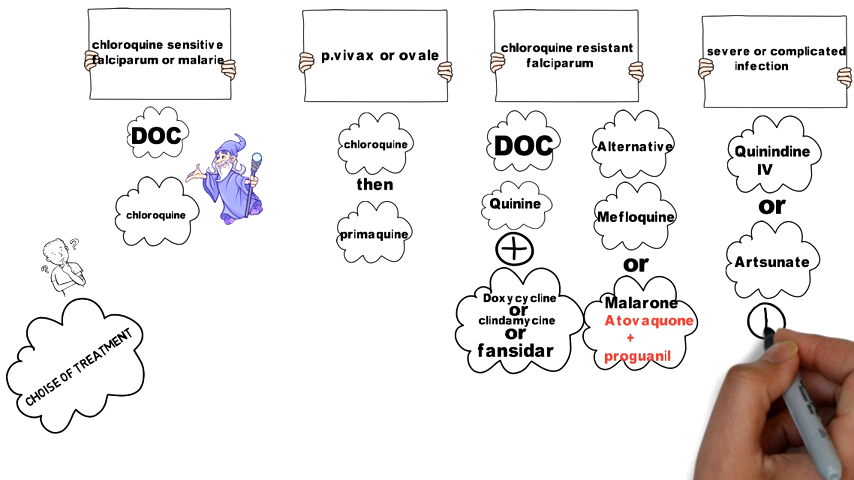 chloroquine sensitive
falciparum or malarie
DOC
chloroquine
p.vivax or ovale
chloroquine
then
primaquine
chloroquine resistant
falciparum
DOC
Quinine
+
Doxycycline
or
clindamycine
or
fansidar
Alternative
Mefloquine
or
Malarone
Atovaquone
+
proguanil
severe or complicated
infection
Quinindine
IV
or
Artsunate
? ?
CHOISE OF TREATMENT